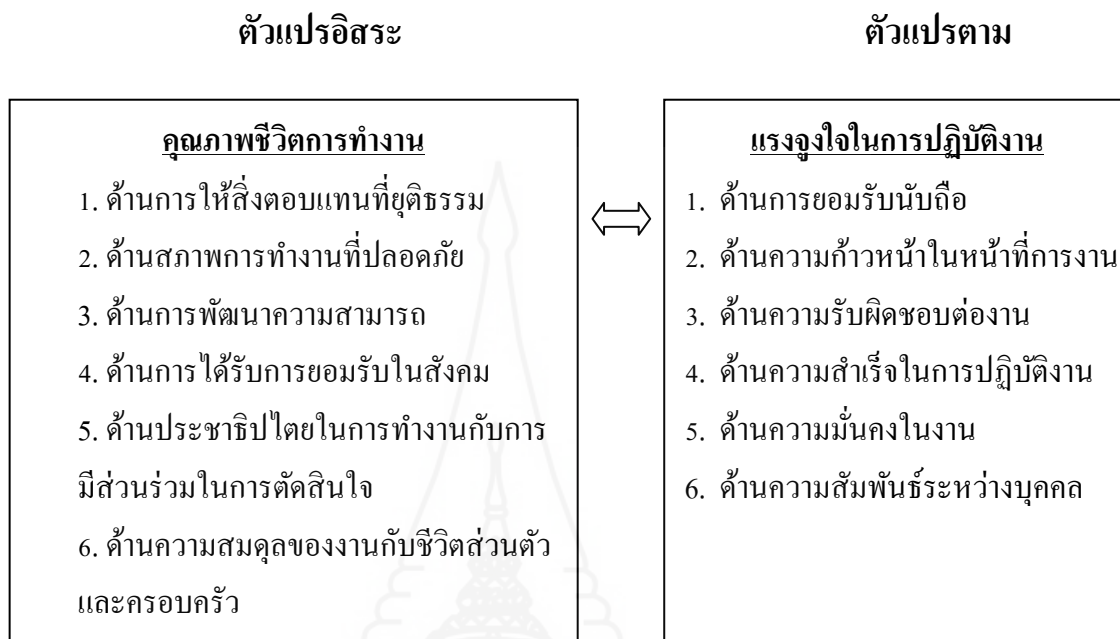 ตัวแปรอิสระ
ตัวแปรตาม
คุณภาพชีวิตการทำงาน
1. ด้านการให้สิ่งตอบแทนที่ยุติธรรม
2. ด้านสภาพการทำงานที่ปลอดภัย
3. ด้านการพัฒนาความสามารถ
4. ด้านการได้รับการยอมรับในสังคม
5. ด้านประชาธิปไตยในการทำงานกับการ
มีส่วนร่วมในการตัดสินใจ
6. ด้านความสมดุลของงานกับชีวิตส่วนตัว
และครอบครัว
แรงจูงใจในการปฏิบัติงาน
1. ด้านการยอมรับนับถือ
2. ด้านความก้าวหน้าในหน้าที่การงาน
3. ด้านความรับผิดชอบต่องาน
4. ด้านความสำเร็จในการปฏิบัติงาน
5. ด้านความมั่นคงในงาน
6. ด้านความสัมพันธ์ระหว่างบุคคล